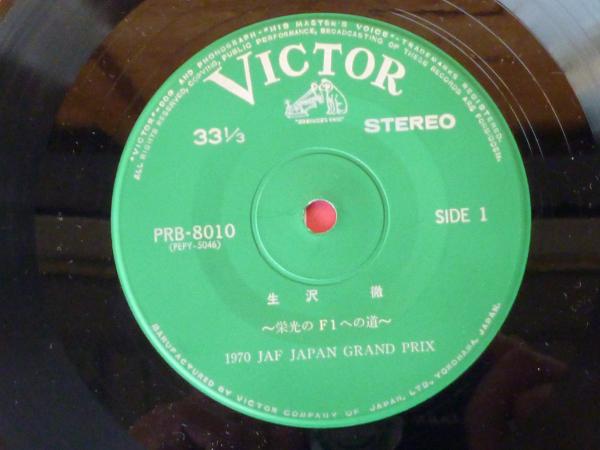 "VICTOR"•DOG AND PHONOGRAPH•"HIS MASTER'S VOICE"•TRADEMARKS REGISTERED.
ALL RIGHTS RESERVED, COPYING, PUBLIC PERFORMANCE, BROADCASTING OF THESE RECORDS ARE FORBIDDEN.
VICTOR
"HIS MASTER'S VOICE"
33 1/3
STEREO
PRB-8010
(PEPY-5046)
SIDE 1
生沢 徹
〜栄光の F1への道〜
1970 JAF JAPAN GRAND PRIX
MANUFACTURED BY VICTOR COMPANY OF JAPAN, LTD., YOKOHAMA, JAPAN.